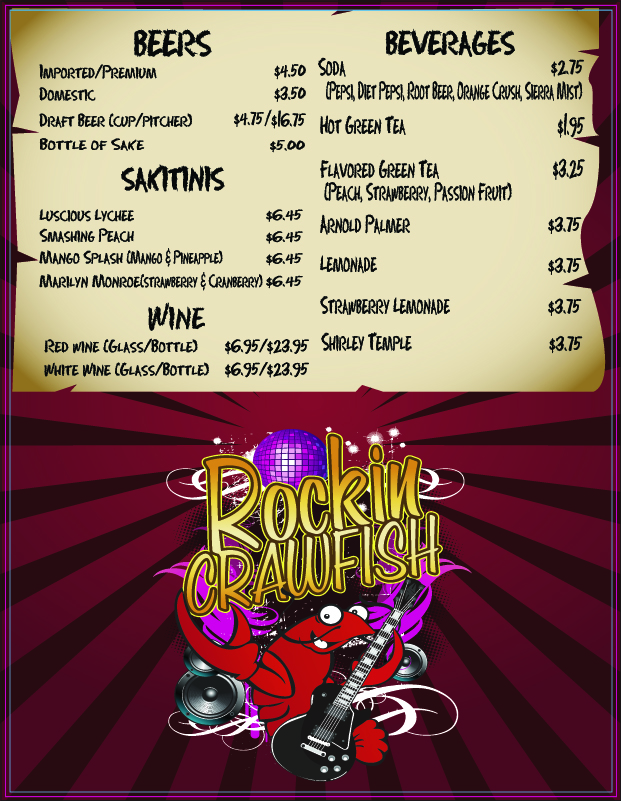 BEERS
IMPORTED/PREMIUM $4.50
DOMESTIC $3.50
DRAFT BEER (CUP/PITCHER) $4.75/$16.75
BOTTLE OF SAKE $5.00
SAKITINIS
LUSCIOUS LYCHEE $6.45
SMASHING PEACH $6.45
MANGO SPLASH (MANGO & PINEAPPLE) $6.45
MARILYN MONROE(STRAWBERRY & CRANBERRY) $6.45
WINE
RED WINE (GLASS/BOTTLE) $6.95/$23.95
WHITE WINE (GLASS/BOTTLE) $6.95/$23.95
BEVERAGES
SODA $2.75
(PEPSI, DIET PEPSI, ROOT BEER, ORANGE CRUSH, SIERRA MIST)
HOT GREEN TEA $1.95
FLAVORED GREEN TEA $3.25
(PEACH, STRAWBERRY, PASSION FRUIT)
ARNOLD PALMER $3.75
LEMONADE $3.75
STRAWBERRY LEMONADE $3.75
SHIRLEY TEMPLE $3.75
Rockin
CRAWFISH